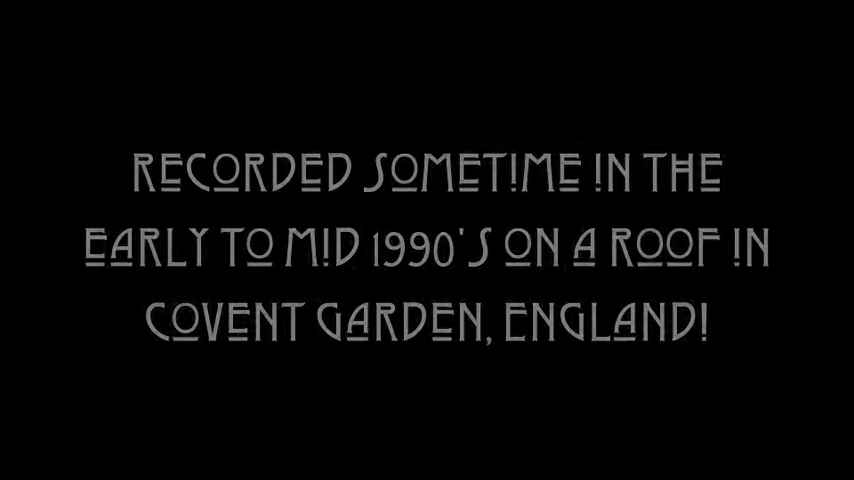 RECORDED SOMETIME IN THE
EARLY TO MID 1990'S ON A ROOF IN
COVENT GARDEN, ENGLAND!